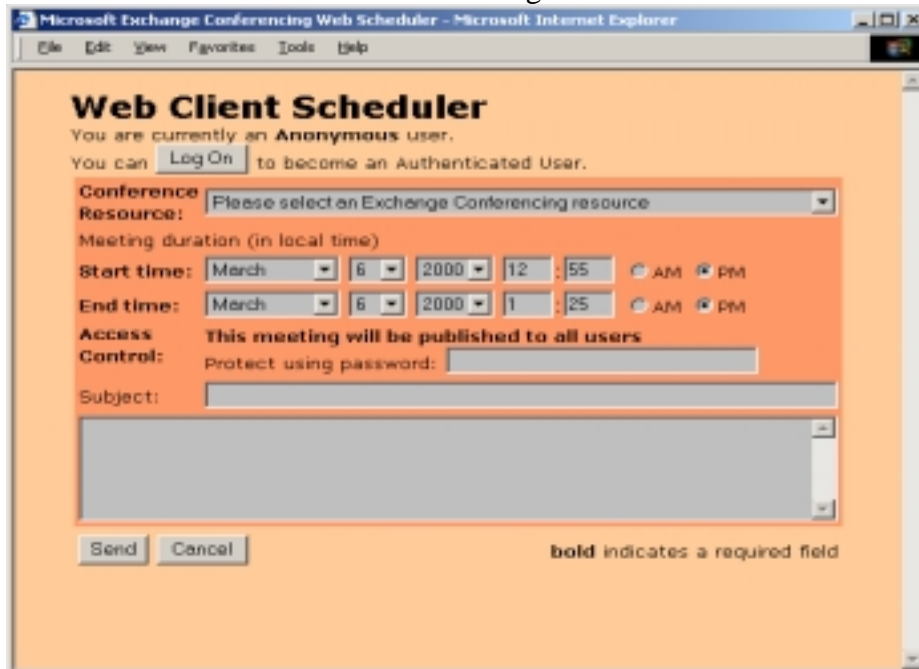 Microsoft Exchange Conferencing Web Scheduler - Microsoft Internet Explorer
File Edit View Favorites Tools Help
Web Client Scheduler
You are currently an Anonymous user.
You can Log On to become an Authenticated User.
Conference Resource: Please select an Exchange Conferencing resource
Meeting duration (in local time)
Start time: March 6 2000 12 : 55 AM PM
End time: March 6 2000 1 : 25 AM PM
Access Control: This meeting will be published to all users
Protect using password:
Subject:
Send Cancel bold indicates a required field